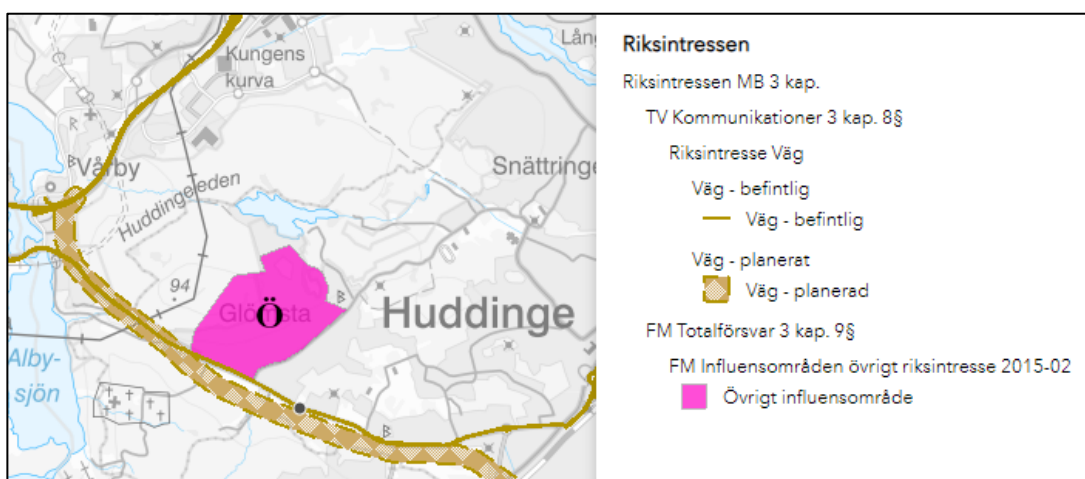 Kungens
kurva
Lån
Vårby
Snättringe
Huddingeleden
94
Glömsta
Ö
Huddinge
Alby-
sjön
Riksintressen
Riksintressen MB 3 kap.
TV Kommunikationer 3 kap. 8§
Riksintresse Väg
Väg - befintlig
Väg - befintlig
Väg - planerat
Väg - planerad
FM Totalförsvar 3 kap. 9§
FM Influensområden övrigt riksintresse 2015-02
Övrigt influensområde